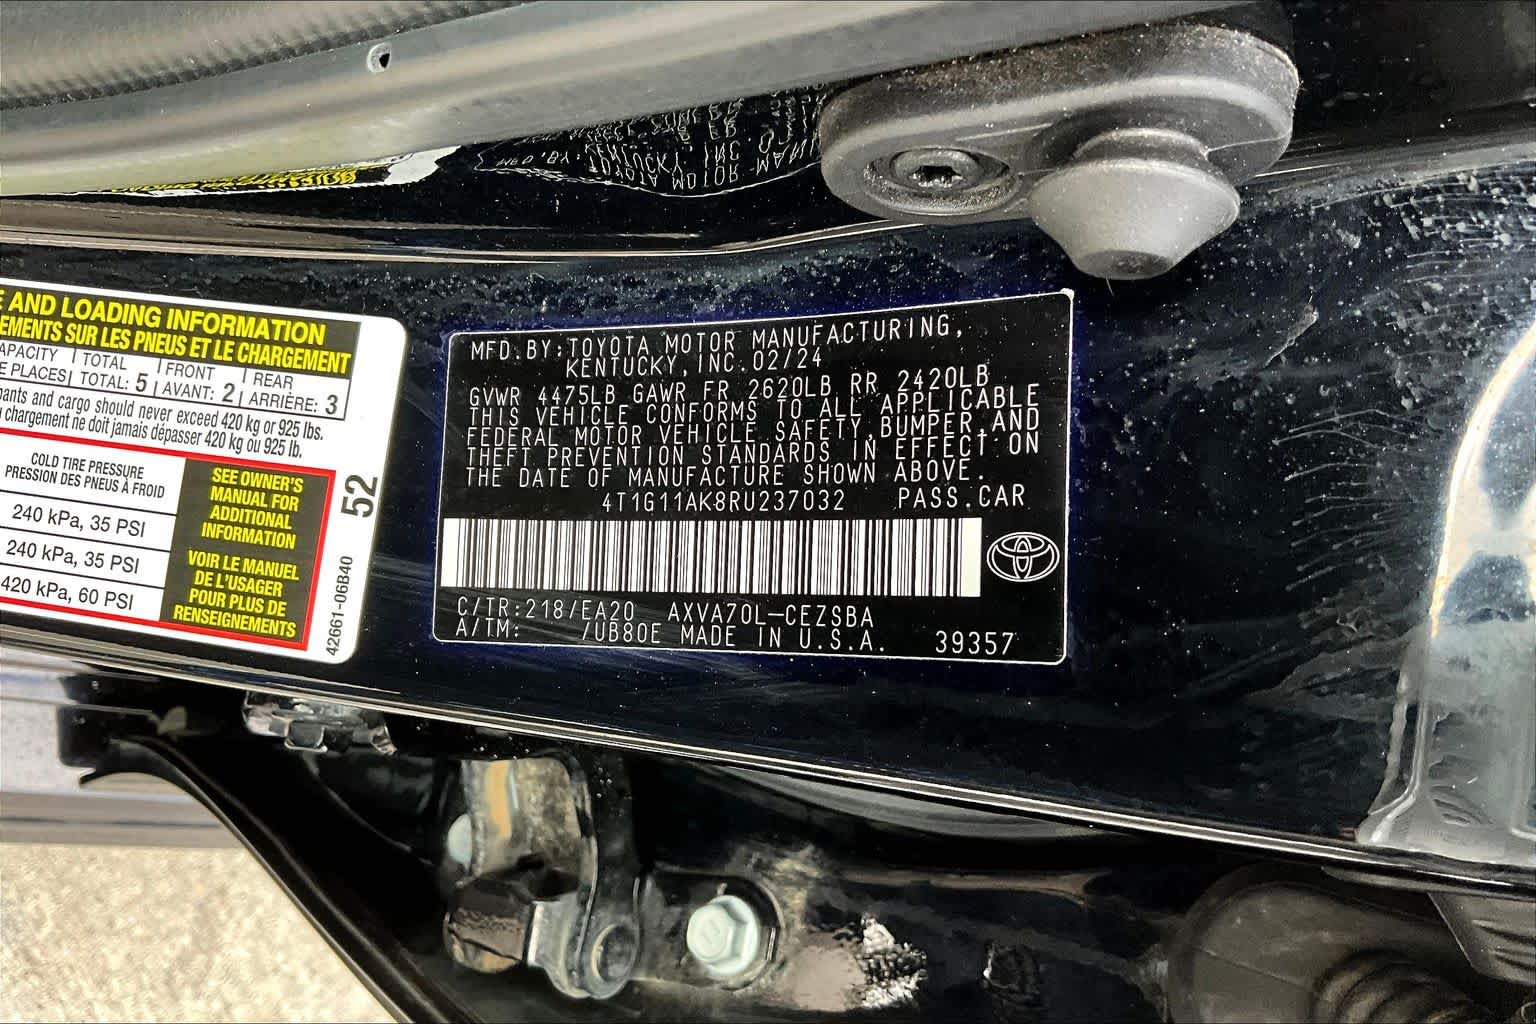 E AND LOADING INFORMATION
EMENTS SUR LES PNEUS ET LE CHARGEMENT
TOTAL FRONT REAR
PLACES TOTAL: 5 AVANT: 2 ARRIÈRE: 3
and cargo should never exceed 420 kg or 925 lbs.
chargement ne doit jamais dépasser 420 kg ou 925 lb.
COLD TIRE PRESSURE
PRESSION DES PNEUS À FROID
240 kPa, 35 PSI
240 kPa, 35 PSI
420 kPa, 60 PSI
SEE OWNER'S
MANUAL FOR
ADDITIONAL
INFORMATION
VOIR LE MANUEL
DE L'USAGER
POUR PLUS DE
RENSEIGNEMENTS
52
42661-06B40
MFD.BY:TOYOTA MOTOR MANUFACTURING,
KENTUCKY, INC.02/24
GVWR 4475LB GAWR FR 2620LB RR 2420LB
THIS VEHICLE CONFORMS TO ALL APPLICABLE
FEDERAL MOTOR VEHICLE SAFETY,BUMPER,AND
THEFT PREVENTION STANDARDS IN EFFECT ON
THE DATE OF MANUFACTURE SHOWN ABOVE.
4T1G11AK8RU237032 PASS.CAR
C/TR:218/EA20 AXVA70L-CEZSBA
A/TM: /UB80E MADE IN U.S.A. 39357